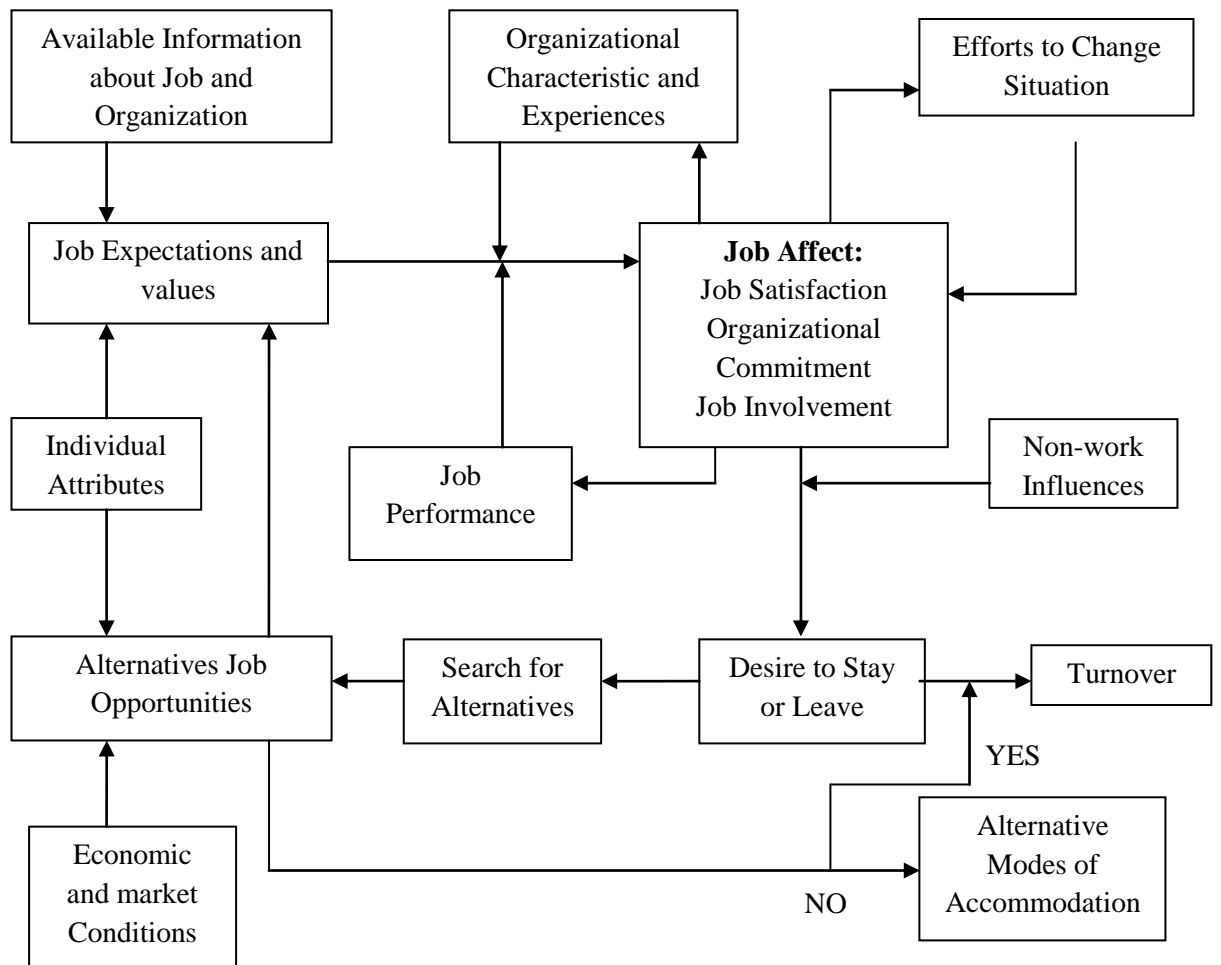 Available Information
about Job and
Organization
Organizational
Characteristic and
Experiences
Efforts to Change
Situation
Job Expectations and
values
Job Affect:
Job Satisfaction
Organizational
Commitment
Job Involvement
Individual
Attributes
Job
Performance
Non-work
Influences
Alternatives Job
Opportunities
Search for
Alternatives
Desire to Stay
or Leave
Turnover
YES
Economic
and market
Conditions
NO
Alternative
Modes of
Accommodation